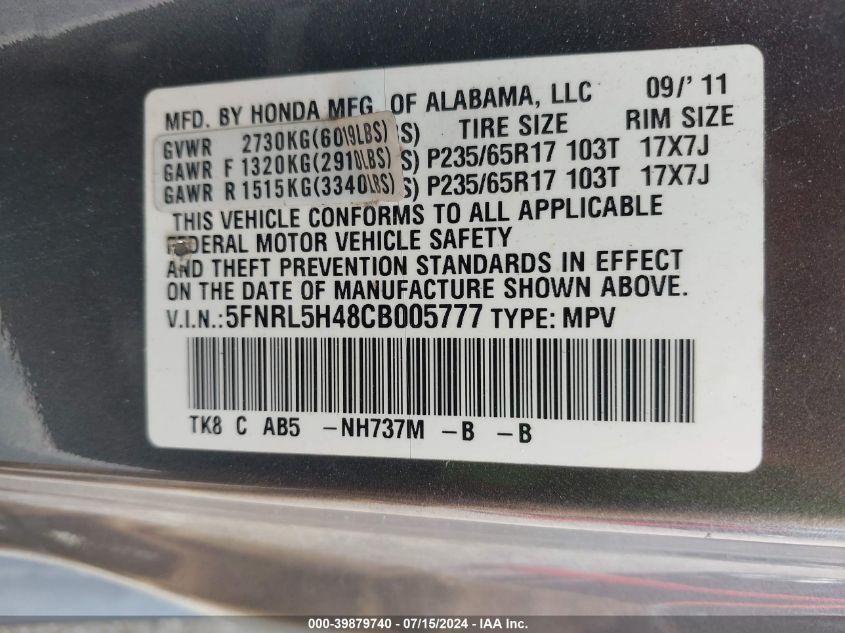 MFD. BY HONDA MFG. OF ALABAMA, LLC 09/'11
GVWR 2730KG(6019LBS) TIRE SIZE RIM SIZE
GAWR F 1320KG(2910LBS) P235/65R17 103T 17X7J
GAWR R 1515KG(3340LBS) P235/65R17 103T 17X7J
THIS VEHICLE CONFORMS TO ALL APPLICABLE
FEDERAL MOTOR VEHICLE SAFETY
AND THEFT PREVENTION STANDARDS IN EFFECT
ON THE DATE OF MANUFACTURE SHOWN ABOVE.
V.I.N.:5FNRL5H48CB005777 TYPE: MPV
TK8 C AB5 -NH737M -B -B
000-39879740 - 07/15/2024 - IAA Inc.